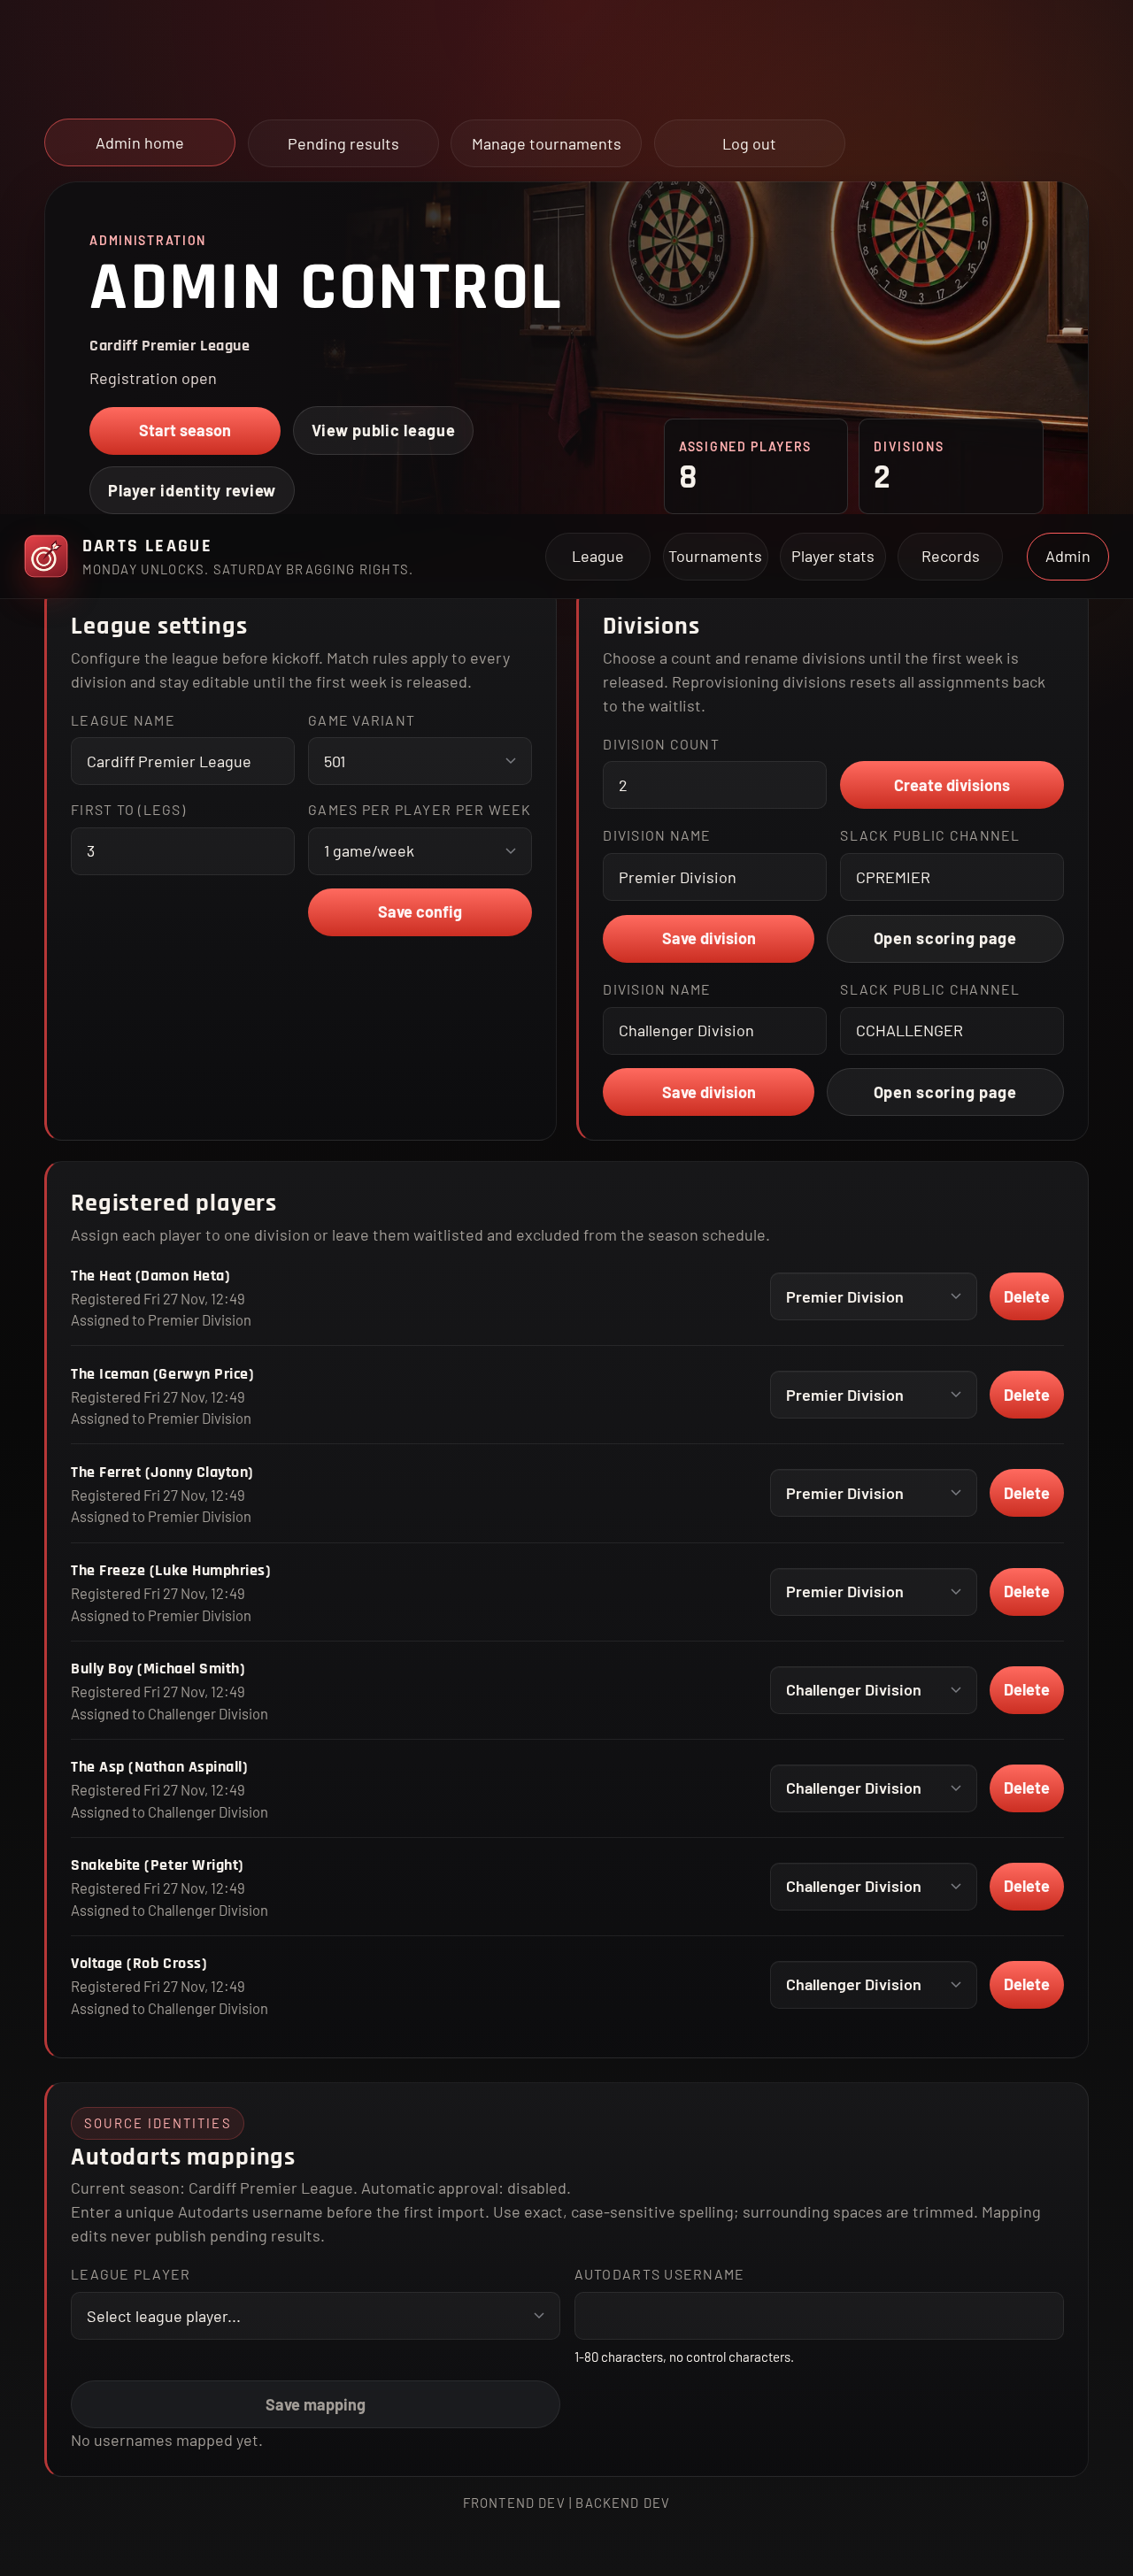 Admin home
Pending results
Manage tournaments
Log out
ADMINISTRATION
ADMIN CONTROL
Cardiff Premier League
Registration open
Start season
View public league
Player identity review
ASSIGNED PLAYERS
8
DIVISIONS
2
DARTS LEAGUE
MONDAY UNLOCKS. SATURDAY BRAGGING RIGHTS.
League
Tournaments
Player stats
Records
Admin
League settings
Configure the league before kickoff. Match rules apply to every
division and stay editable until the first week is released.
LEAGUE NAME
GAME VARIANT
Cardiff Premier League
501
FIRST TO (LEGS)
GAMES PER PLAYER PER WEEK
3
1 game/week
Save config
Divisions
Choose a count and rename divisions until the first week is
released. Reprovisioning divisions resets all assignments back
to the waitlist.
DIVISION COUNT
2
Create divisions
DIVISION NAME
SLACK PUBLIC CHANNEL
Premier Division
CPREMIER
Save division
Open scoring page
DIVISION NAME
SLACK PUBLIC CHANNEL
Challenger Division
CCHALLENGER
Save division
Open scoring page
Registered players
Assign each player to one division or leave them waitlisted and excluded from the season schedule.
The Heat (Damon Heta)
Registered Fri 27 Nov, 12:49
Assigned to Premier Division
Premier Division
Delete
The Iceman (Gerwyn Price)
Registered Fri 27 Nov, 12:49
Assigned to Premier Division
Premier Division
Delete
The Ferret (Jonny Clayton)
Registered Fri 27 Nov, 12:49
Assigned to Premier Division
Premier Division
Delete
The Freeze (Luke Humphries)
Registered Fri 27 Nov, 12:49
Assigned to Premier Division
Premier Division
Delete
Bully Boy (Michael Smith)
Registered Fri 27 Nov, 12:49
Assigned to Challenger Division
Challenger Division
Delete
The Asp (Nathan Aspinall)
Registered Fri 27 Nov, 12:49
Assigned to Challenger Division
Challenger Division
Delete
Snakebite (Peter Wright)
Registered Fri 27 Nov, 12:49
Assigned to Challenger Division
Challenger Division
Delete
Voltage (Rob Cross)
Registered Fri 27 Nov, 12:49
Assigned to Challenger Division
Challenger Division
Delete
SOURCE IDENTITIES
Autodarts mappings
Current season: Cardiff Premier League. Automatic approval: disabled.
Enter a unique Autodarts username before the first import. Use exact, case-sensitive spelling; surrounding spaces are trimmed. Mapping
edits never publish pending results.
LEAGUE PLAYER
AUTODARTS USERNAME
Select league player...
1-80 characters, no control characters.
Save mapping
No usernames mapped yet.
FRONTEND DEV | BACKEND DEV